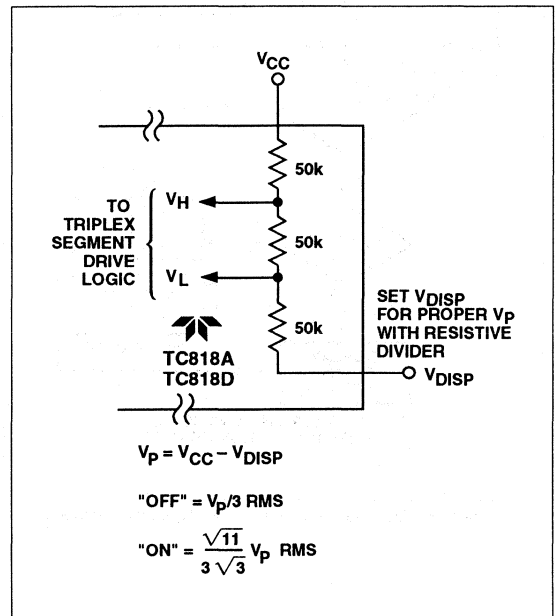 VCC
50k
TO
TRIPLEX
SEGMENT
DRIVE
LOGIC
VH
50k
VL
50k
SET VDISP
FOR PROPER VP
WITH RESISTIVE
DIVIDER
VDISP
TC818A
TC818D
VP = VCC – VDISP
"OFF" = VP/3 RMS
"ON" = √11 / 3 √3 VP RMS